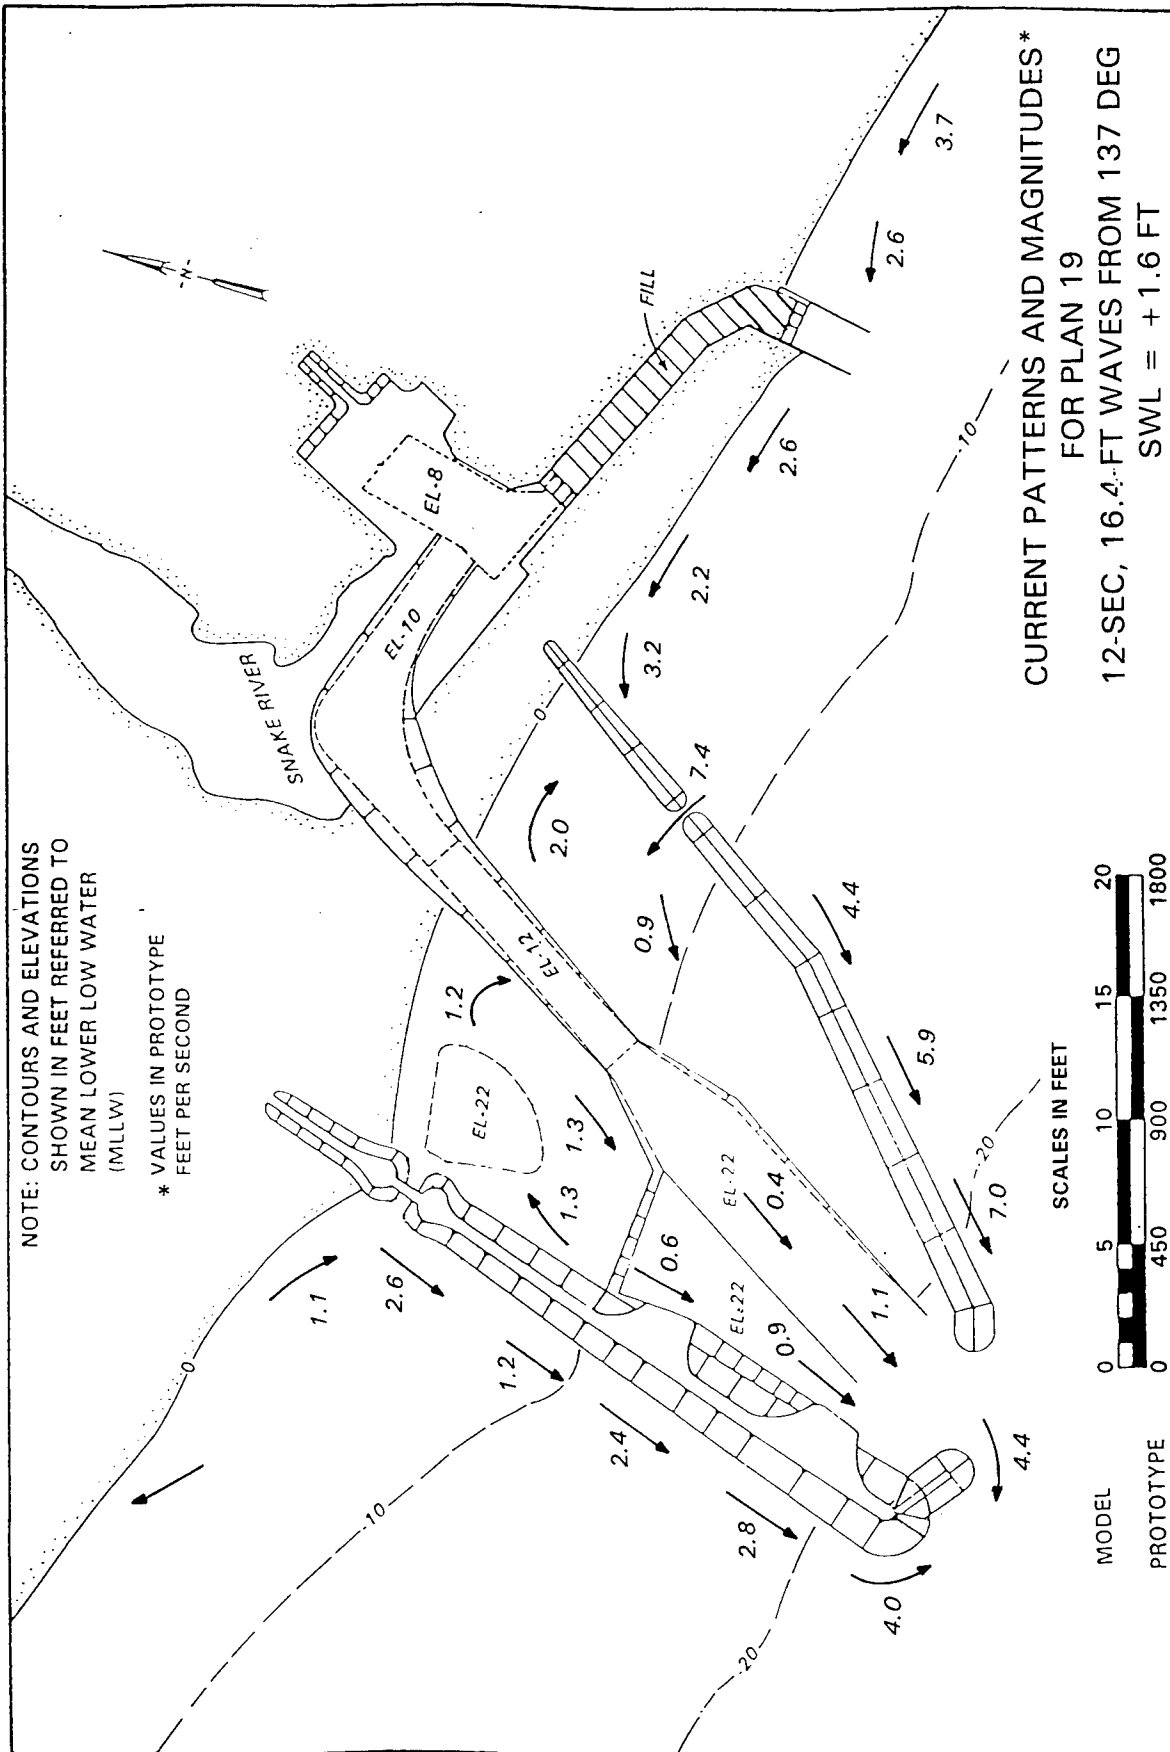 NOTE: CONTOURS AND ELEVATIONS
SHOWN IN FEET REFERRED TO
MEAN LOWER LOW WATER
(MLLW)
* VALUES IN PROTOTYPE
FEET PER SECOND
SNAKE RIVER
-N-
FILL
EL-8
EL-10
EL-12
EL-22
EL-22
EL-22
0
0
-10
-10
-20
-20
1.1
2.6
1.2
2.4
2.8
4.0
4.4
1.3
1.3
1.2
0.6
0.9
0.4
1.1
0.9
2.0
7.4
3.2
2.2
2.6
2.6
3.7
4.4
5.9
7.0
CURRENT PATTERNS AND MAGNITUDES*
FOR PLAN 19
12-SEC, 16.4-FT WAVES FROM 137 DEG
SWL = +1.6 FT
SCALES IN FEET
MODEL 0 5 10 15 20
PROTOTYPE 0 450 900 1350 1800